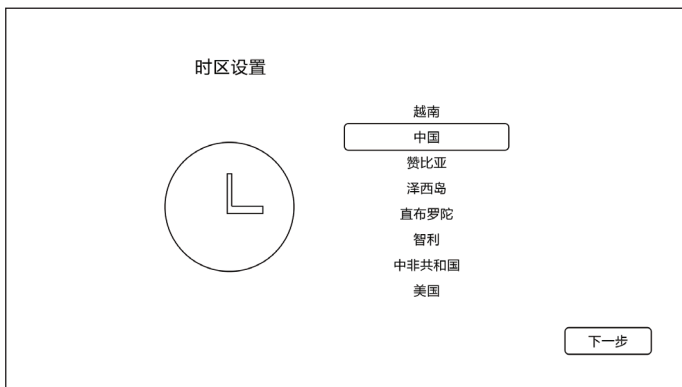 时区设置
越南
中国
赞比亚
泽西岛
直布罗陀
智利
中非共和国
美国
下一步